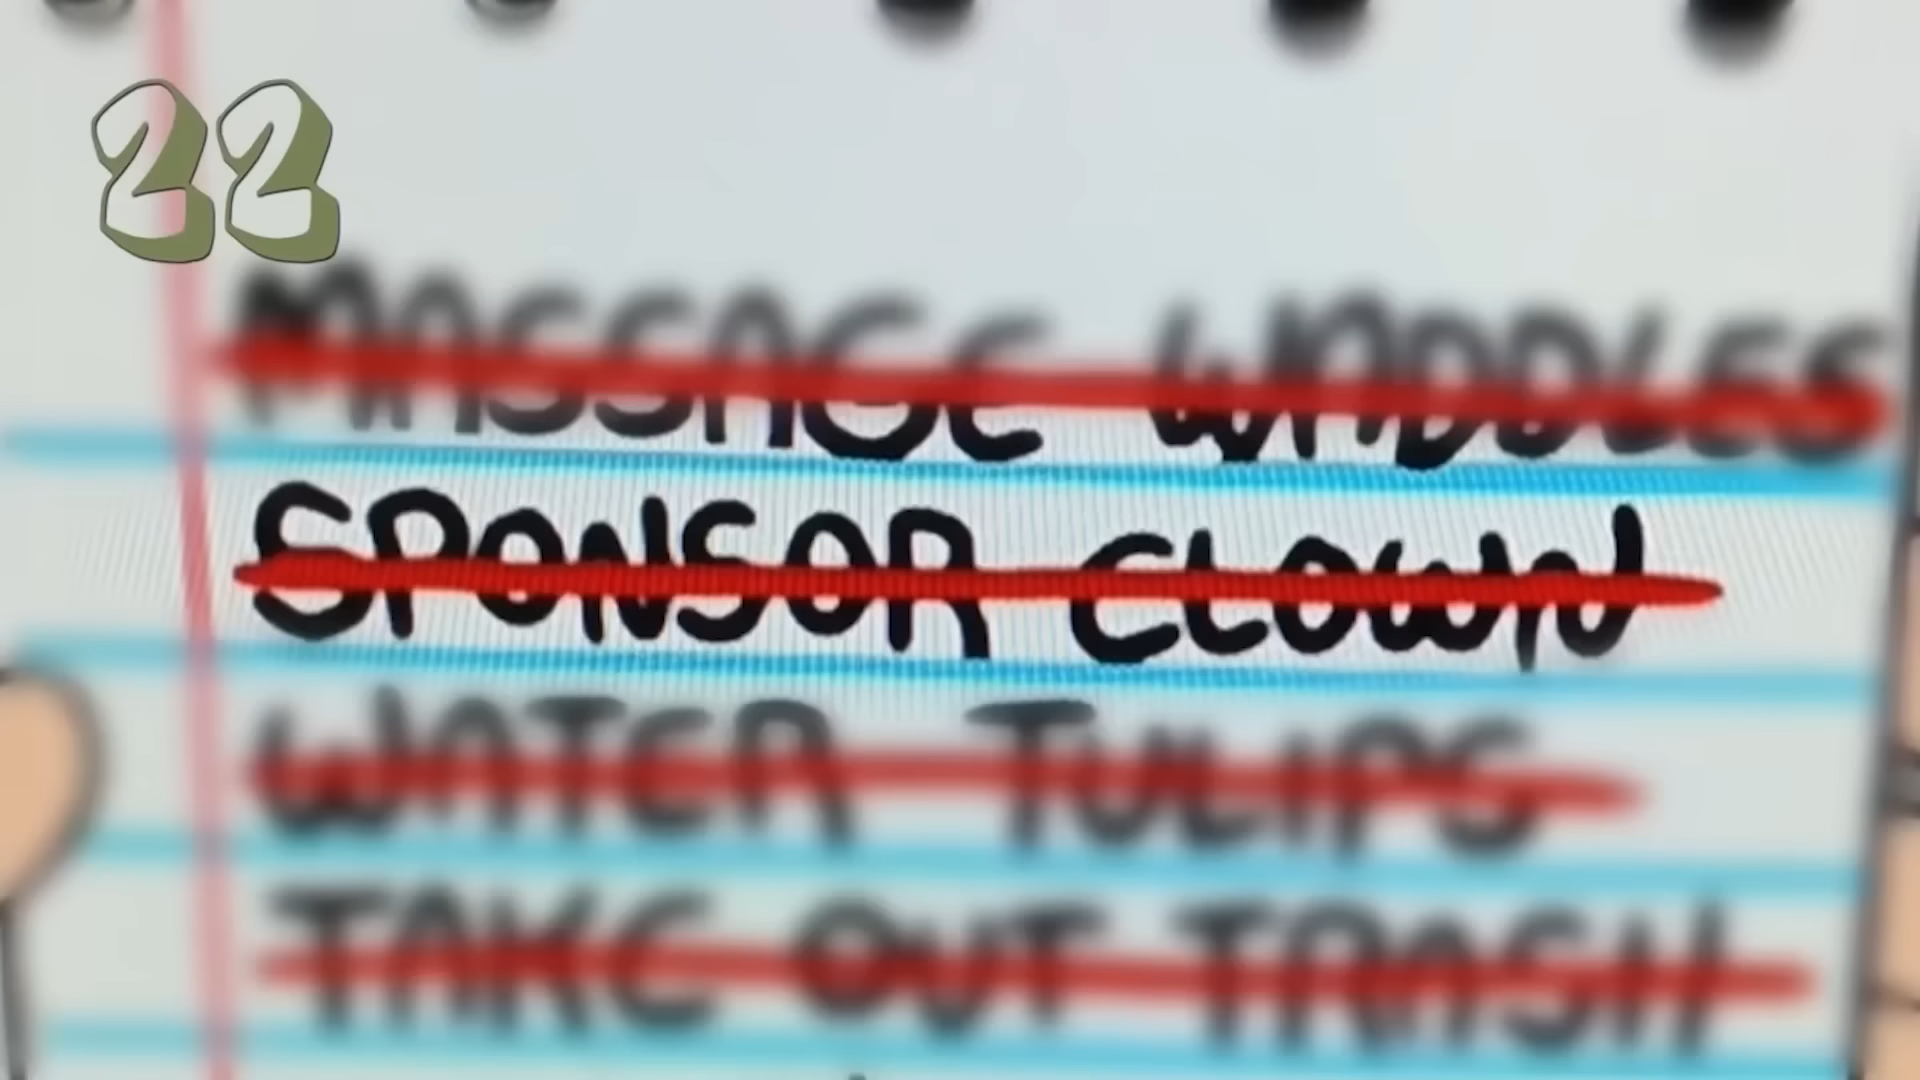 22
MASSAGE WADDLES
SPONSOR CLOWN
WATER TULIPS
TAKE OUT TRASH